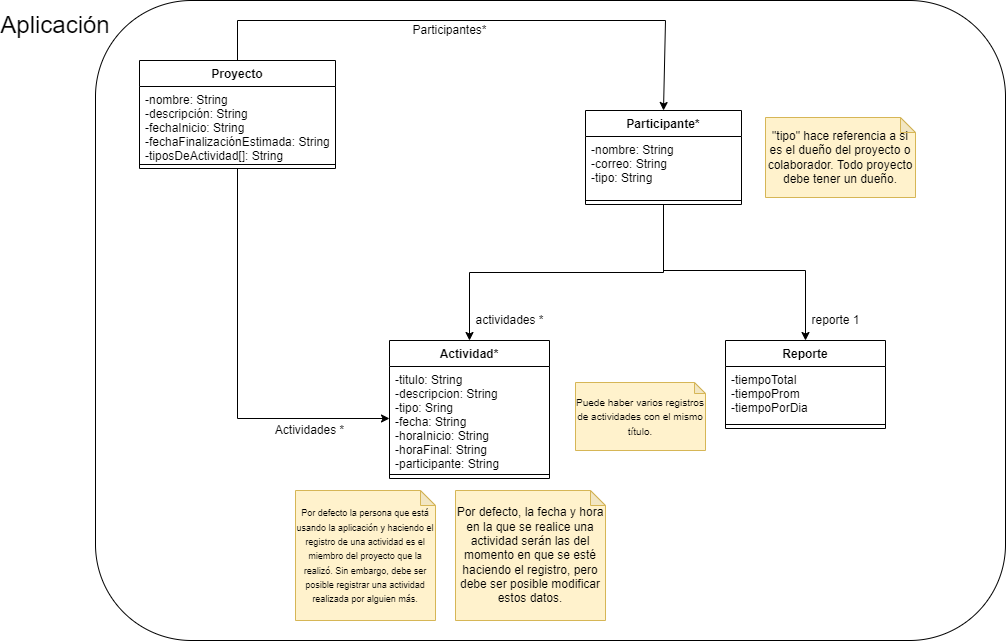 Aplicación
Participantes*
Proyecto
-nombre: String
-descripción: String
-fechaInicio: String
-fechaFinalizaciónEstimada: String
-tiposDeActividad[]: String
Participante*
-nombre: String
-correo: String
-tipo: String
"tipo" hace referencia a si
es el dueño del proyecto o
colaborador. Todo proyecto
debe tener un dueño.
actividades *
reporte 1
Actividad*
-titulo: String
-descripcion: String
-tipo: Sring
-fecha: String
-horaInicio: String
-horaFinal: String
-participante: String
Reporte
-tiempoTotal
-tiempoProm
-tiempoPorDia
Puede haber varios registros
de actividades con el mismo
título.
Actividades *
Por defecto la persona que está
usando la aplicación y haciendo el
registro de una actividad es el
miembro del proyecto que la
realizó. Sin embargo, debe ser
posible registrar una actividad
realizada por alguien más.
Por defecto, la fecha y hora
en la que se realice una
actividad serán las del
momento en que se esté
haciendo el registro, pero
debe ser posible modificar
estos datos.